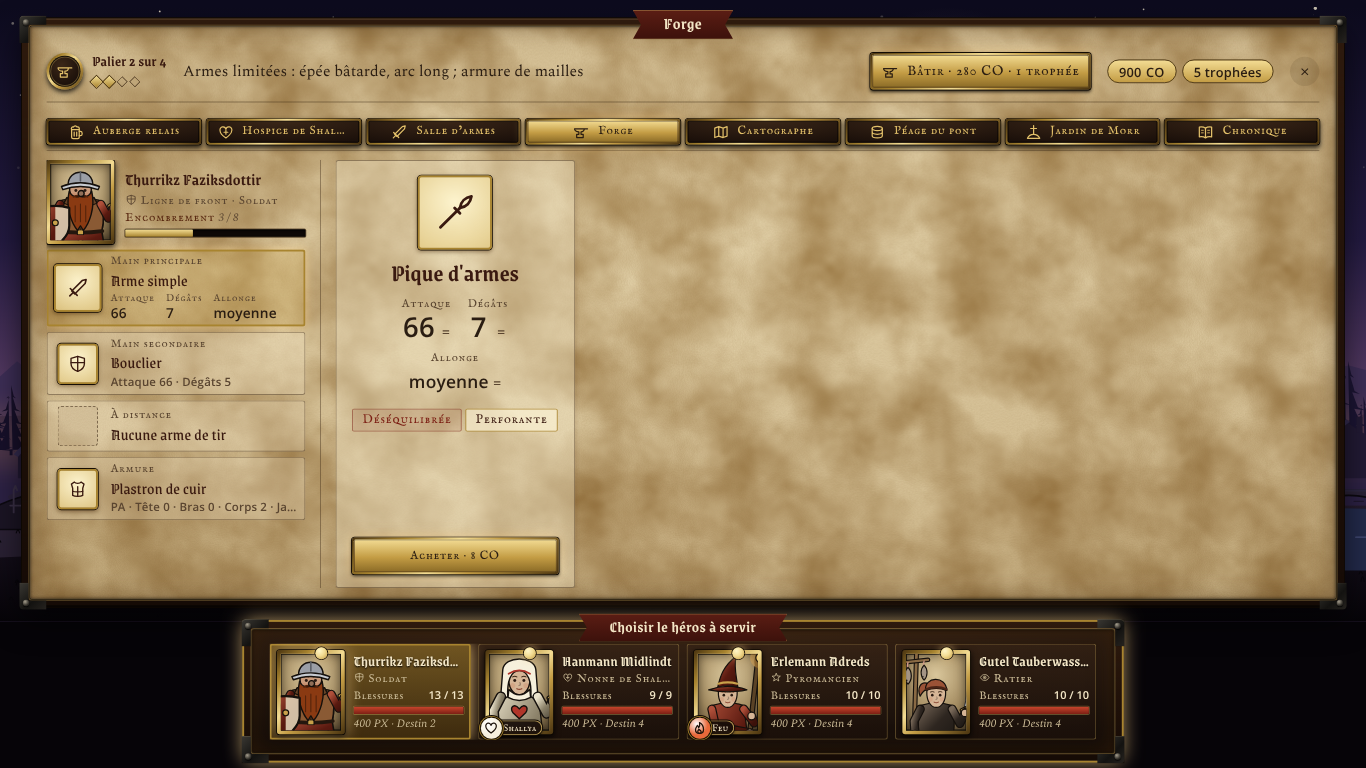 Forge
Palier 2 sur 4
Armes limitées : épée bâtarde, arc long ; armure de mailles
Bâtir · 280 CO · 1 trophée
900 CO
5 trophées
×
Auberge relais
Hospice de Shal…
Salle d'armes
Forge
Cartographe
Péage du pont
Jardin de Morr
Chronique
Thurrikz Faziksdottir
Ligne de front · Soldat
Encombrement 3/8
Main principale
Arme simple
Attaque Dégâts Allonge
66 7 moyenne
Main secondaire
Bouclier
Attaque 66 · Dégâts 5
À distance
Aucune arme de tir
Armure
Plastron de cuir
PA · Tête 0 · Bras 0 · Corps 2 · Ja…
Pique d'armes
Attaque Dégâts
66 = 7 =
Allonge
moyenne =
Déséquilibrée Perforante
Acheter · 8 CO
Choisir le héros à servir
Thurrikz Faziksd…
Soldat
Blessures 13 / 13
400 PX · Destin 2
Hanmann Midlindt
Nonne de Shal…
Blessures 9 / 9
400 PX · Destin 4
Shallya
Erlemann Adreds
Pyromancien
Blessures 10 / 10
400 PX · Destin 4
Feu
Gutel Tauberwass…
Ratier
Blessures 10 / 10
400 PX · Destin 4